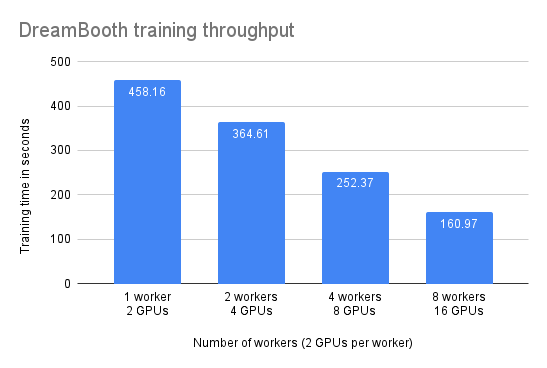 DreamBooth training throughput
Training time in seconds
500
400
300
200
100
0
458.16
364.61
252.37
160.97
1 worker
2 GPUs
2 workers
4 GPUs
4 workers
8 GPUs
8 workers
16 GPUs
Number of workers (2 GPUs per worker)